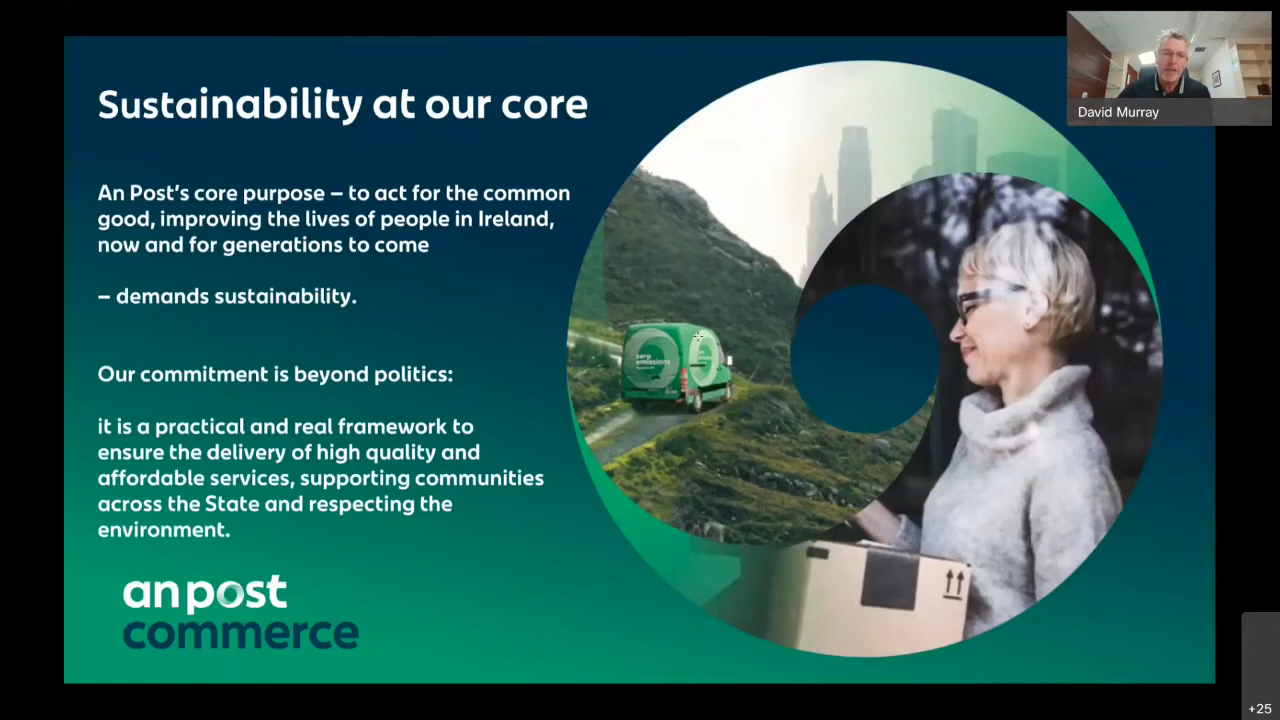 Sustainability at our core
David Murray
An Post's core purpose – to act for the common
good, improving the lives of people in Ireland,
now and for generations to come
– demands sustainability.
Our commitment is beyond politics:
it is a practical and real framework to
ensure the delivery of high quality and
affordable services, supporting communities
across the State and respecting the
environment.
zero
emissions
an post
commerce
+25